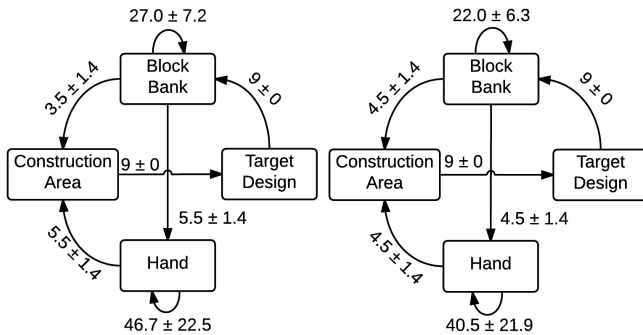 27.0 ± 7.2
Block
Bank
3.5 ± 1.4
9 ± 0
Construction
Area
9 ± 0
Target
Design
5.5 ± 1.4
5.5 ± 1.4
Hand
46.7 ± 22.5
22.0 ± 6.3
Block
Bank
4.5 ± 1.4
9 ± 0
Construction
Area
9 ± 0
Target
Design
4.5 ± 1.4
4.5 ± 1.4
Hand
40.5 ± 21.9